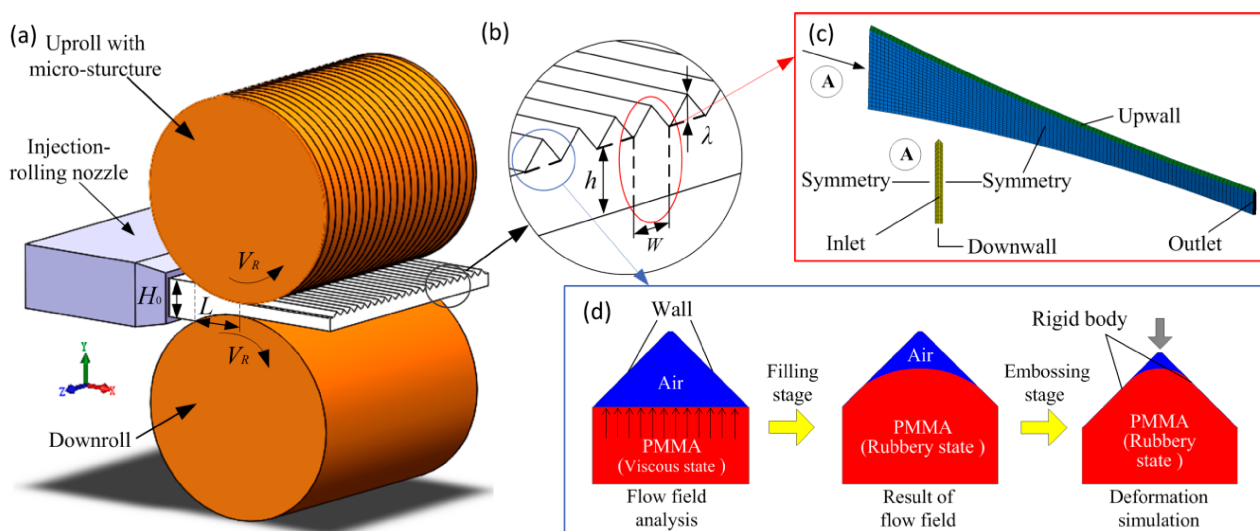 (a)
Uproll with
micro-sturcture
Injection-
rolling nozzle
V_R
H_0
L
V_R
Y
Z
X
Downroll
(b)
λ
h
W
(c)
A
Upwall
A
Symmetry
Symmetry
Inlet
Downwall
Outlet
(d)
Wall
Air
PMMA
(Viscous state )
Flow field
analysis
Filling
stage
Air
PMMA
(Rubbery state )
Result of
flow field
Embossing
stage
Rigid body
PMMA
(Rubbery
state )
Deformation
simulation